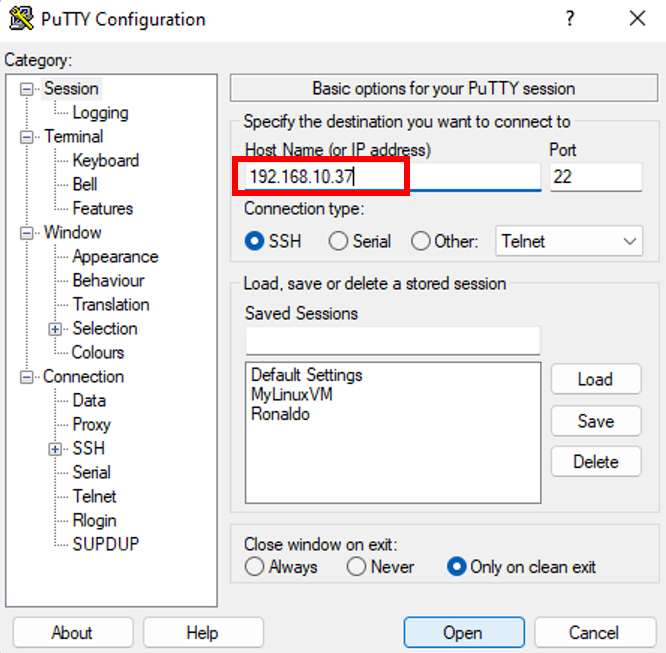 PuTTY Configuration
?
Category:
Session
Logging
Terminal
Keyboard
Bell
Features
Window
Appearance
Behaviour
Translation
Selection
Colours
Connection
Data
Proxy
SSH
Serial
Telnet
Rlogin
SUPDUP
Basic options for your PuTTY session
Specify the destination you want to connect to
Host Name (or IP address) Port
192.168.10.37 22
Connection type:
SSH Serial Other: Telnet
Load, save or delete a stored session
Saved Sessions
Default Settings
MyLinuxVM
Ronaldo
Load
Save
Delete
Close window on exit:
Always Never Only on clean exit
About Help Open Cancel